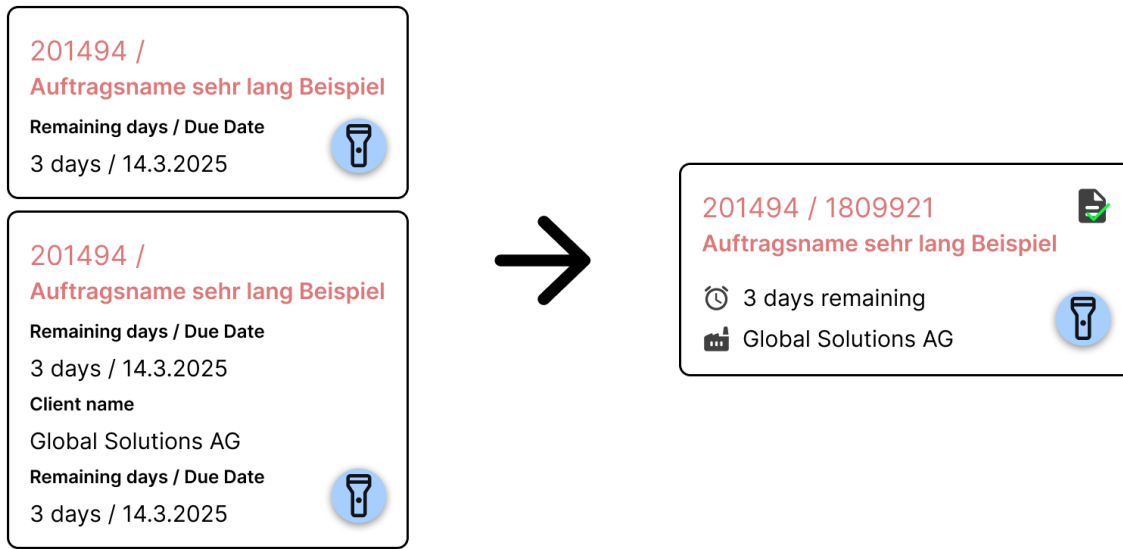 201494 /
Auftragsname sehr lang Beispiel
Remaining days / Due Date
3 days / 14.3.2025
201494 /
Auftragsname sehr lang Beispiel
Remaining days / Due Date
3 days / 14.3.2025
Client name
Global Solutions AG
Remaining days / Due Date
3 days / 14.3.2025
201494 / 1809921
Auftragsname sehr lang Beispiel
3 days remaining
Global Solutions AG